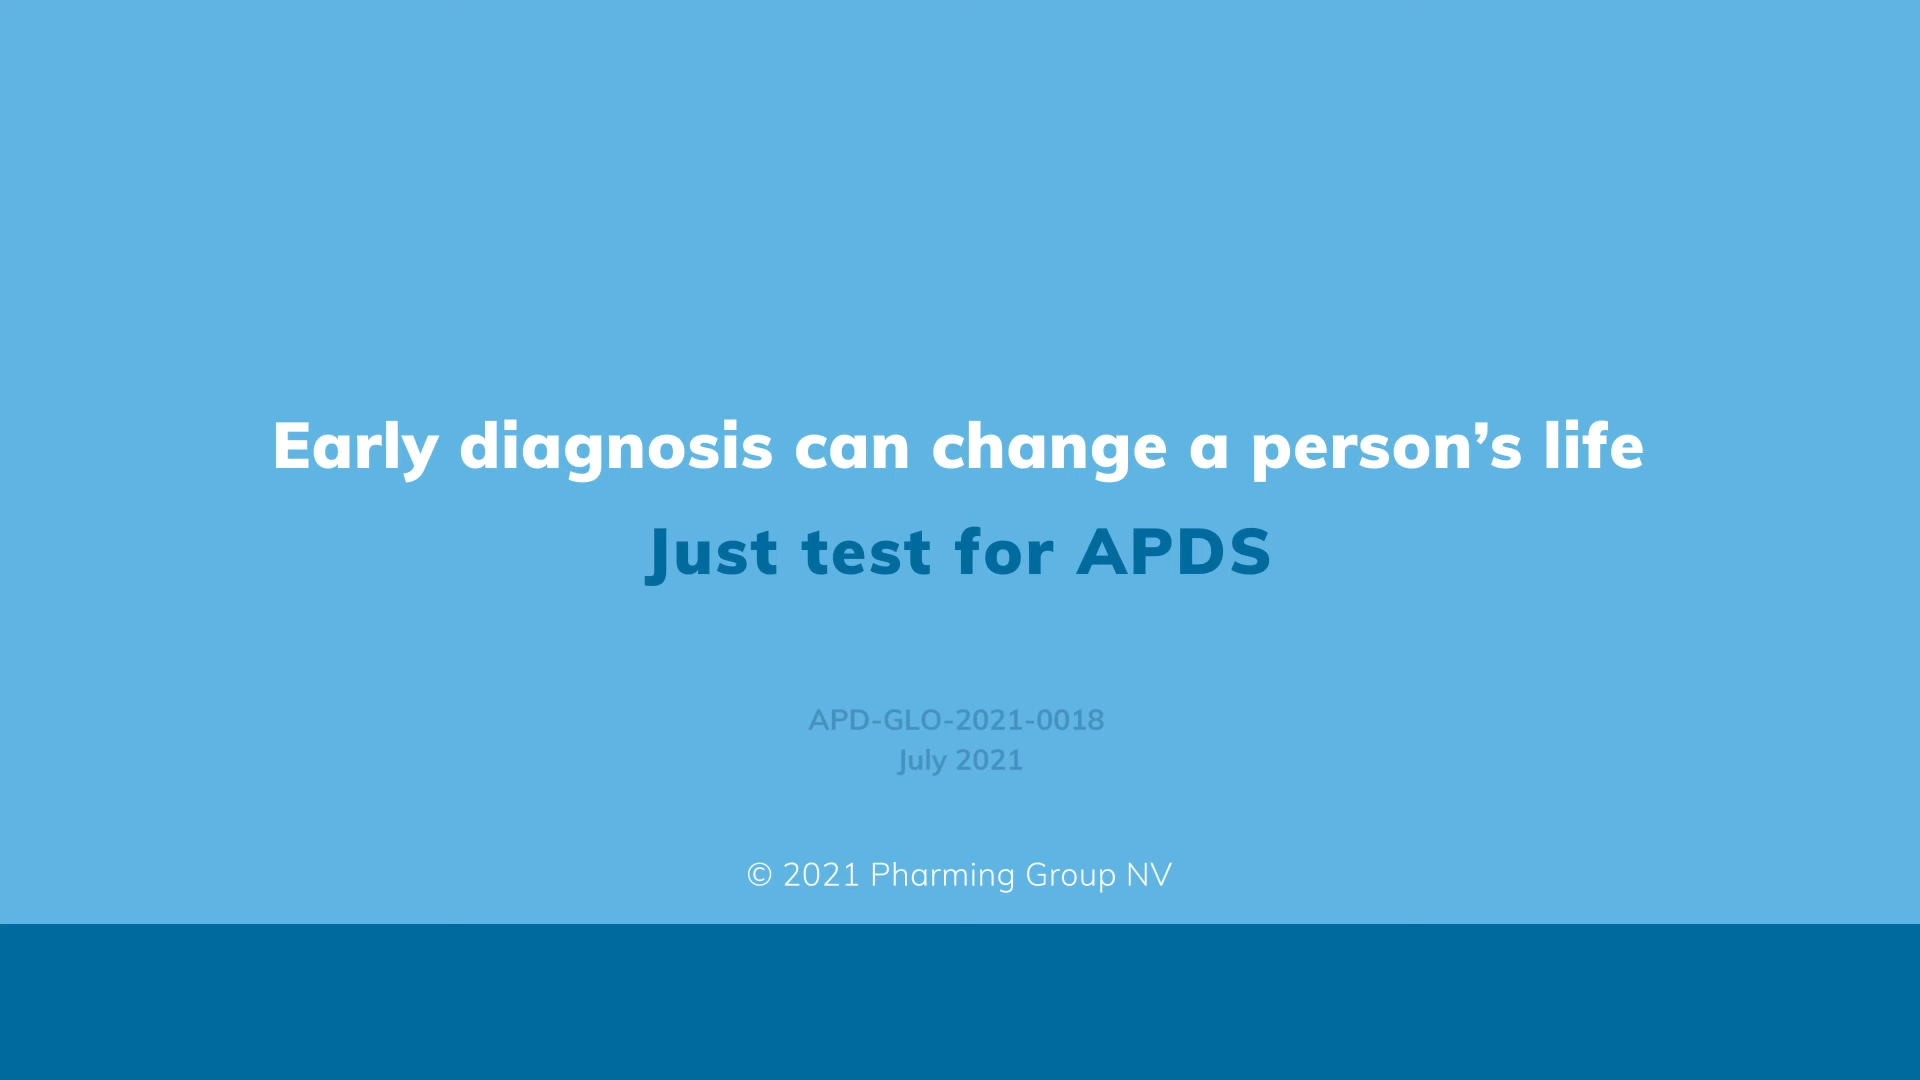 Early diagnosis can change a person’s life
Just test for APDS
APD-GLO-2021-0018
July 2021
© 2021 Pharming Group NV